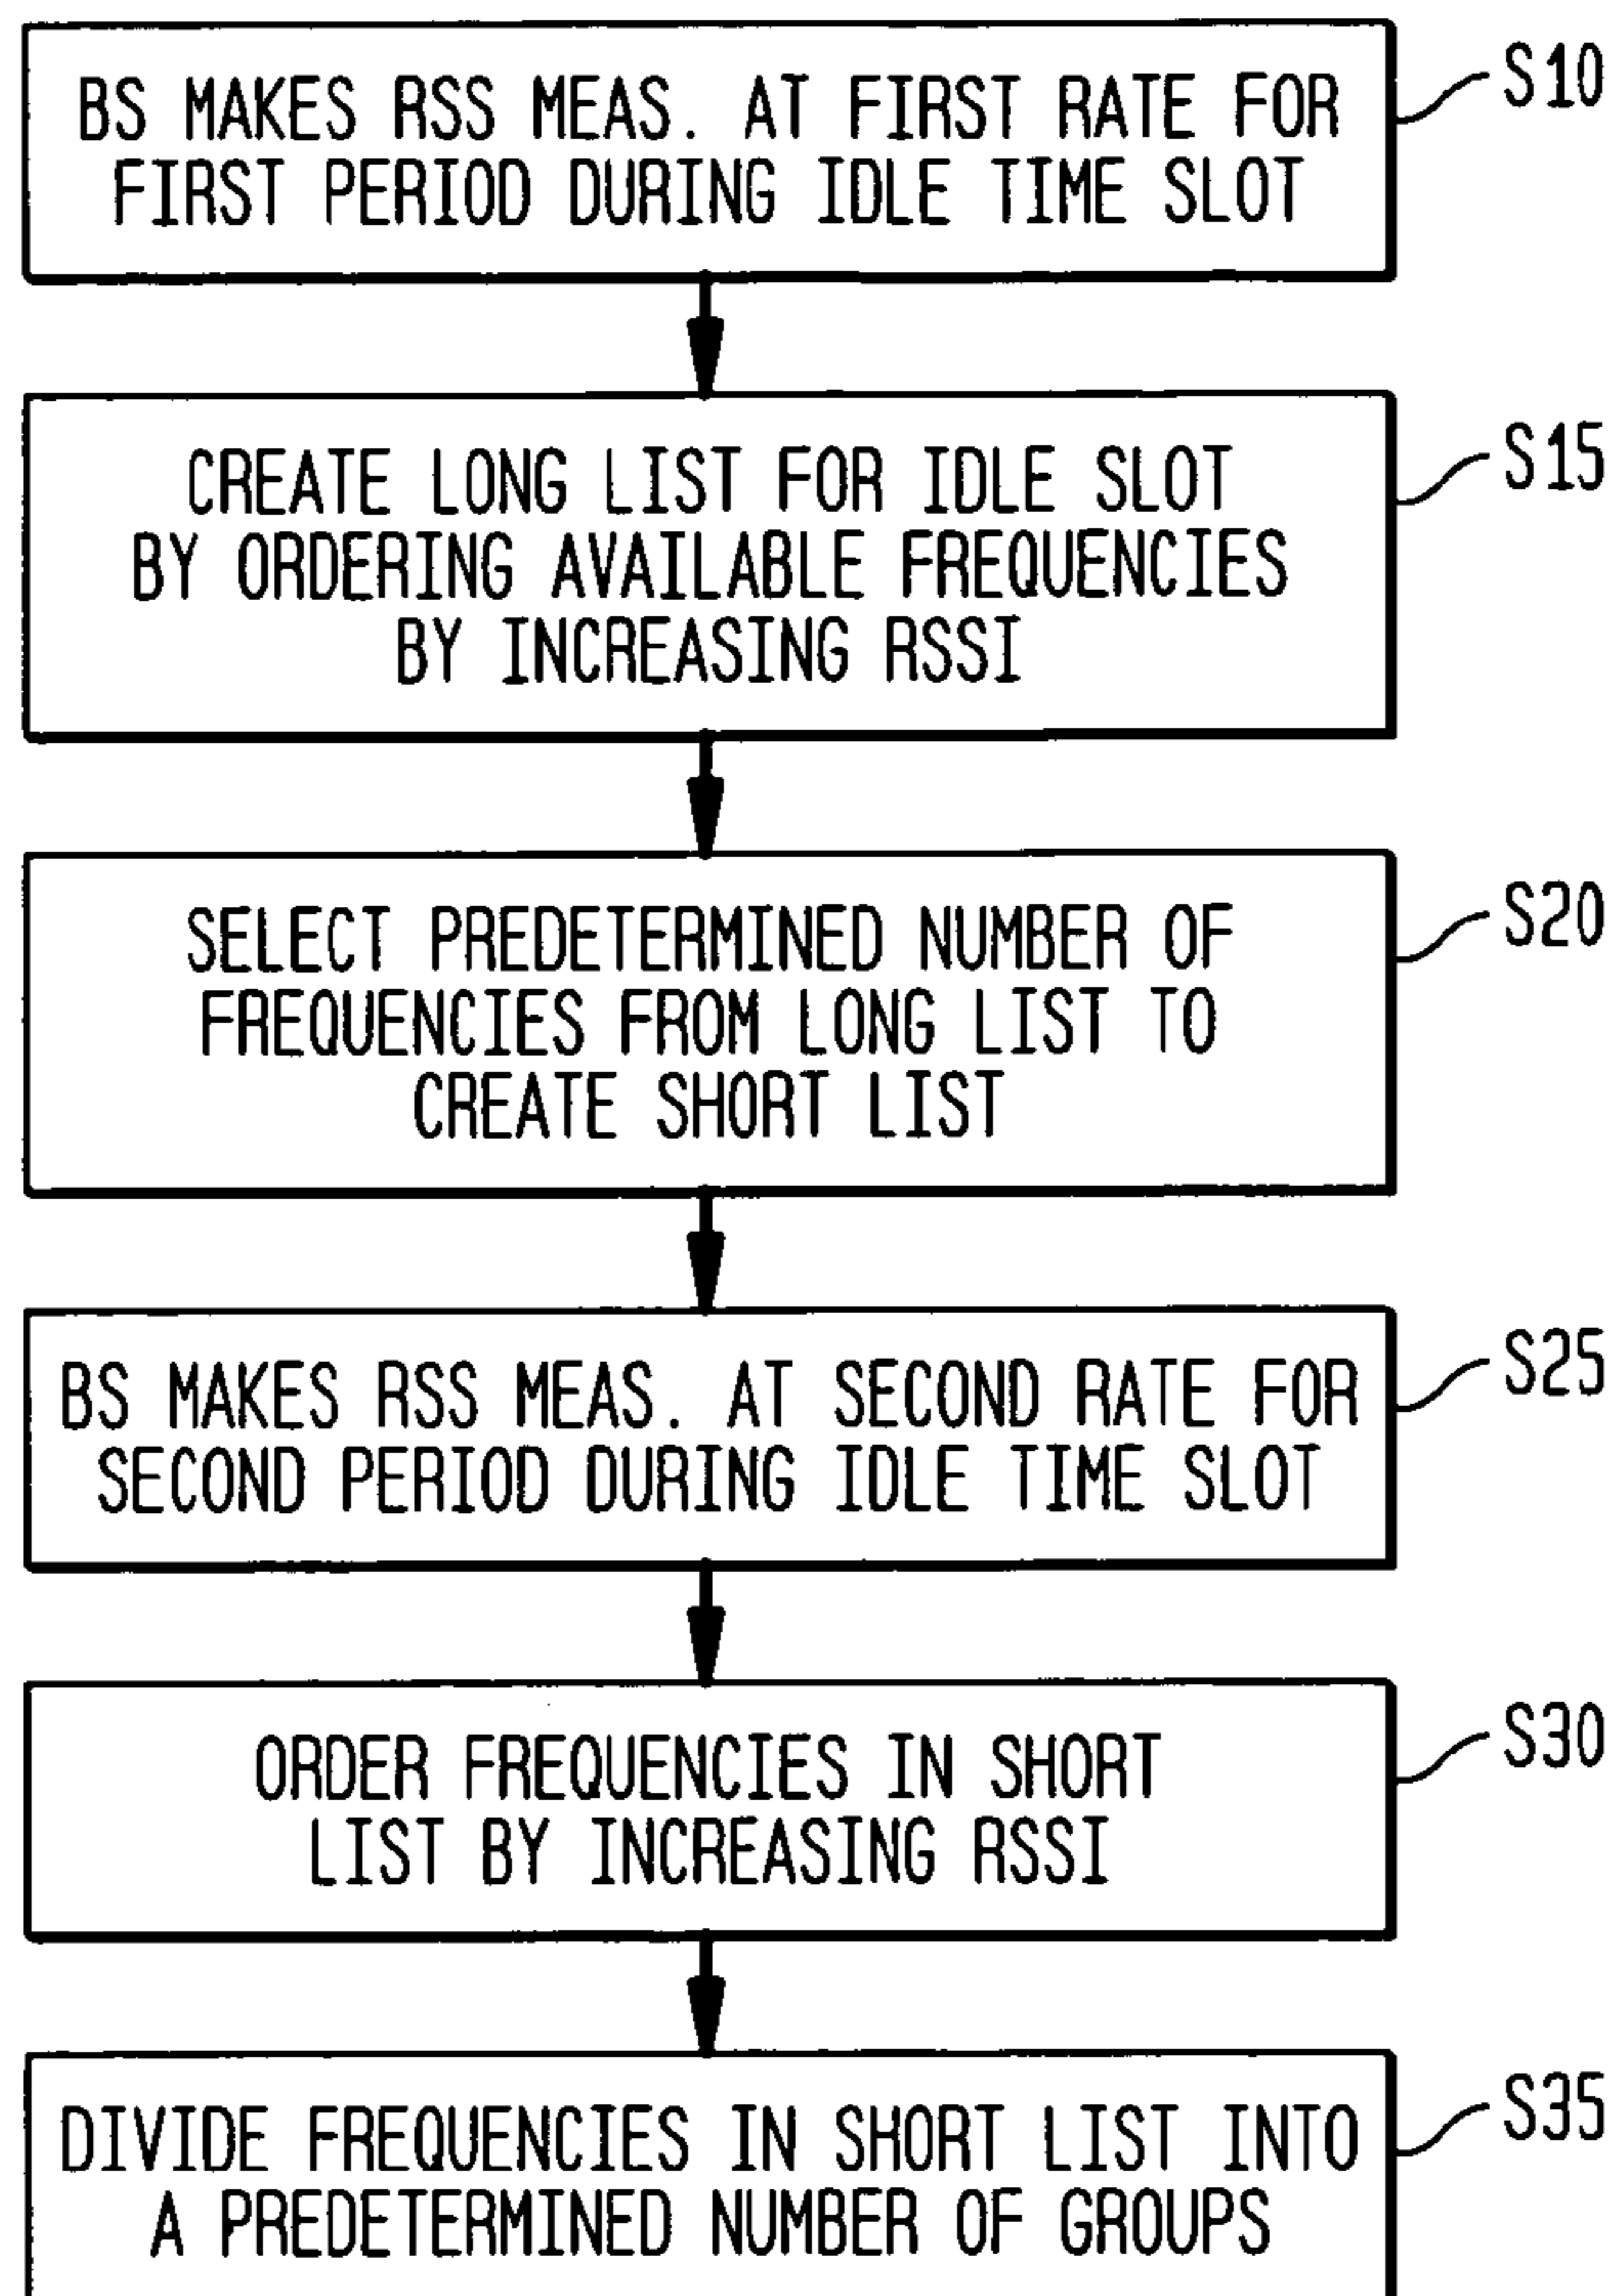 BS MAKES RSS MEAS. AT FIRST RATE FOR
FIRST PERIOD DURING IDLE TIME SLOT
S10
CREATE LONG LIST FOR IDLE SLOT
BY ORDERING AVAILABLE FREQUENCIES
BY INCREASING RSSI
S15
SELECT PREDETERMINED NUMBER OF
FREQUENCIES FROM LONG LIST TO
CREATE SHORT LIST
S20
BS MAKES RSS MEAS. AT SECOND RATE FOR
SECOND PERIOD DURING IDLE TIME SLOT
S25
ORDER FREQUENCIES IN SHORT
LIST BY INCREASING RSSI
S30
DIVIDE FREQUENCIES IN SHORT LIST INTO
A PREDETERMINED NUMBER OF GROUPS
S35